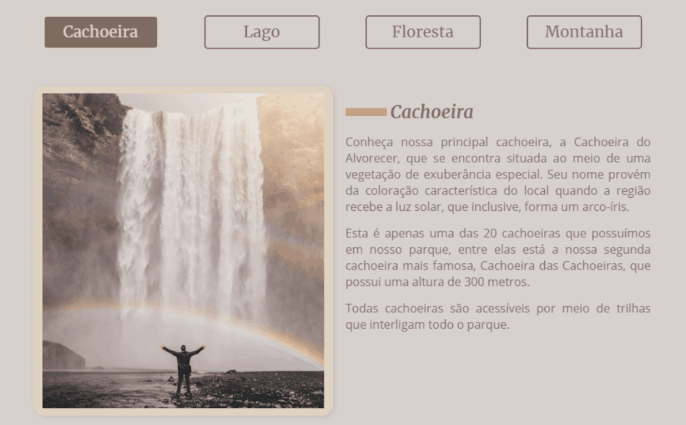 Cachoeira
Lago
Floresta
Montanha
Cachoeira
Conheça nossa principal cachoeira, a Cachoeira do
Alvorecer, que se encontra situada ao meio de uma
vegetação de exuberância especial. Seu nome provém
da coloração característica do local quando a região
recebe a luz solar, que inclusive, forma um arco-íris.
Esta é apenas uma das 20 cachoeiras que possuímos
em nosso parque, entre elas está a nossa segunda
cachoeira mais famosa, Cachoeira das Cachoeiras, que
possui uma altura de 300 metros.
Todas cachoeiras são acessíveis por meio de trilhas
que interligam todo o parque.